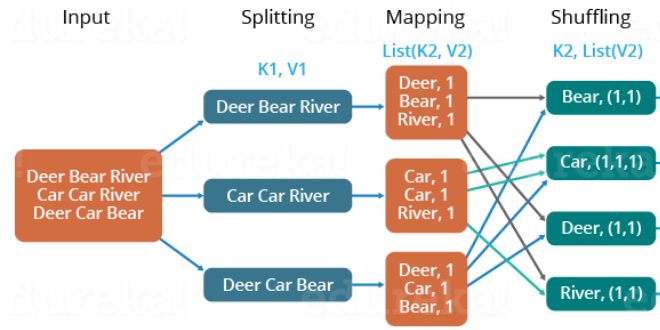 Input
Splitting
Mapping
Shuffling
K1, V1
List(K2, V2)
K2, List(V2)
Deer Bear River
Car Car River
Deer Car Bear
Deer Bear River
Car Car River
Deer Car Bear
Deer, 1
Bear, 1
River, 1
Car, 1
Car, 1
River, 1
Deer, 1
Car, 1
Bear, 1
Bear, (1,1)
Car, (1,1,1)
Deer, (1,1)
River, (1,1)
edureka!